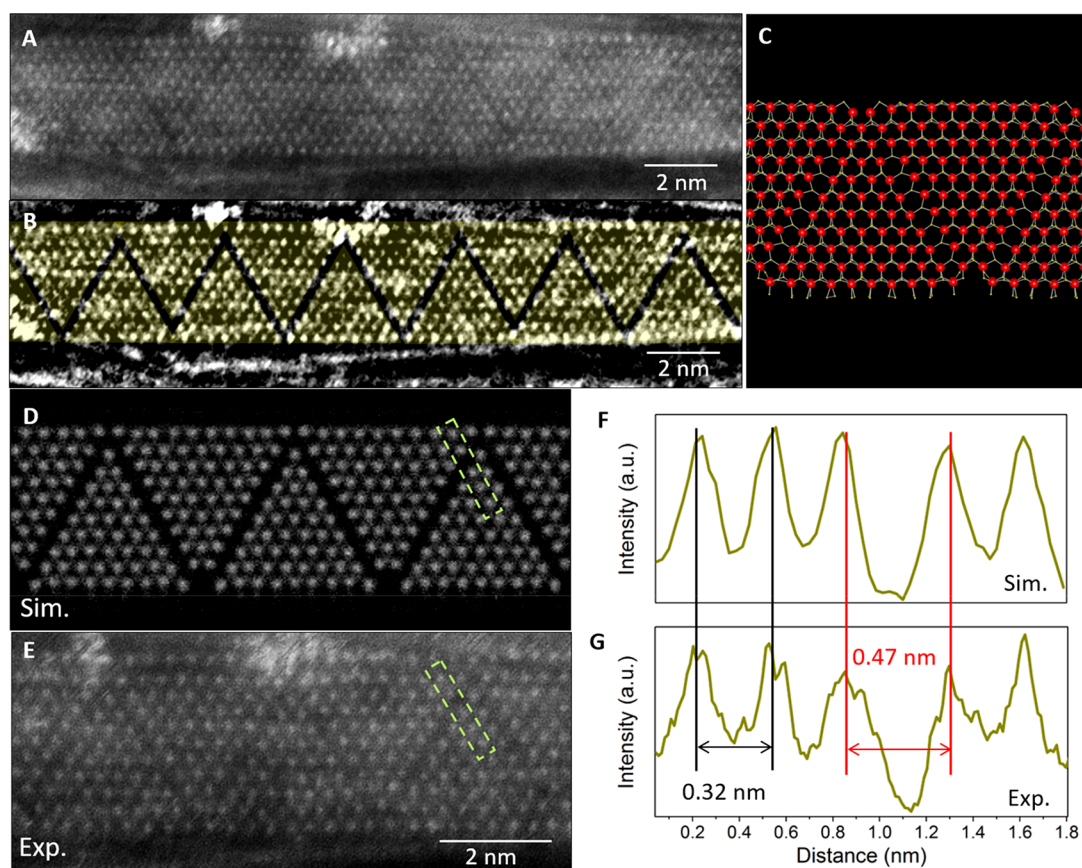 A
2 nm
B
2 nm
C
D
Sim.
E
Exp.
2 nm
F
Intensity (a.u.)
Sim.
G
Intensity (a.u.)
0.47 nm
0.32 nm
Exp.
0.2 0.4 0.6 0.8 1.0 1.2 1.4 1.6 1.8
Distance (nm)